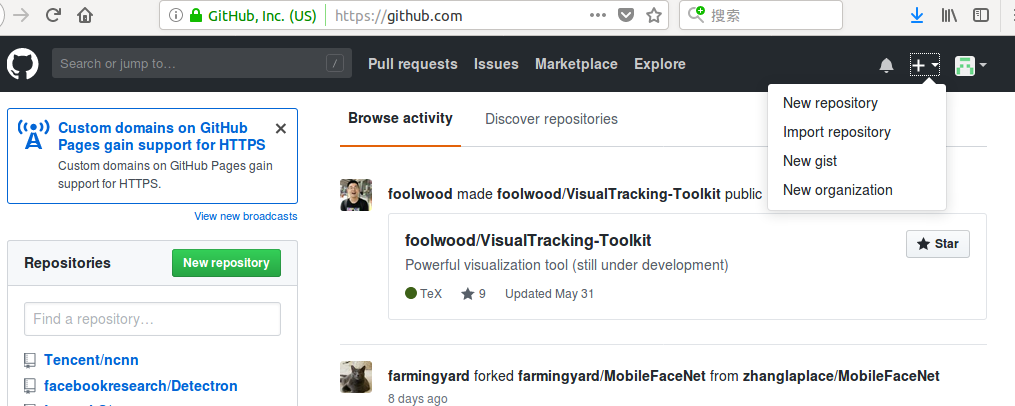 GitHub, Inc. (US)
https://github.com
搜索
Search or jump to…
/
Pull requests
Issues
Marketplace
Explore
New repository
Import repository
New gist
New organization
Custom domains on GitHub
Pages gain support for HTTPS
Custom domains on GitHub Pages gain
support for HTTPS.
View new broadcasts
Repositories
New repository
Find a repository…
Tencent/ncnn
facebookresearch/Detectron
Browse activity
Discover repositories
foolwood made foolwood/VisualTracking-Toolkit public
foolwood/VisualTracking-Toolkit
Star
Powerful visualization tool (still under development)
TeX
9
Updated May 31
farmingyard forked farmingyard/MobileFaceNet from zhanglaplace/MobileFaceNet
8 days ago